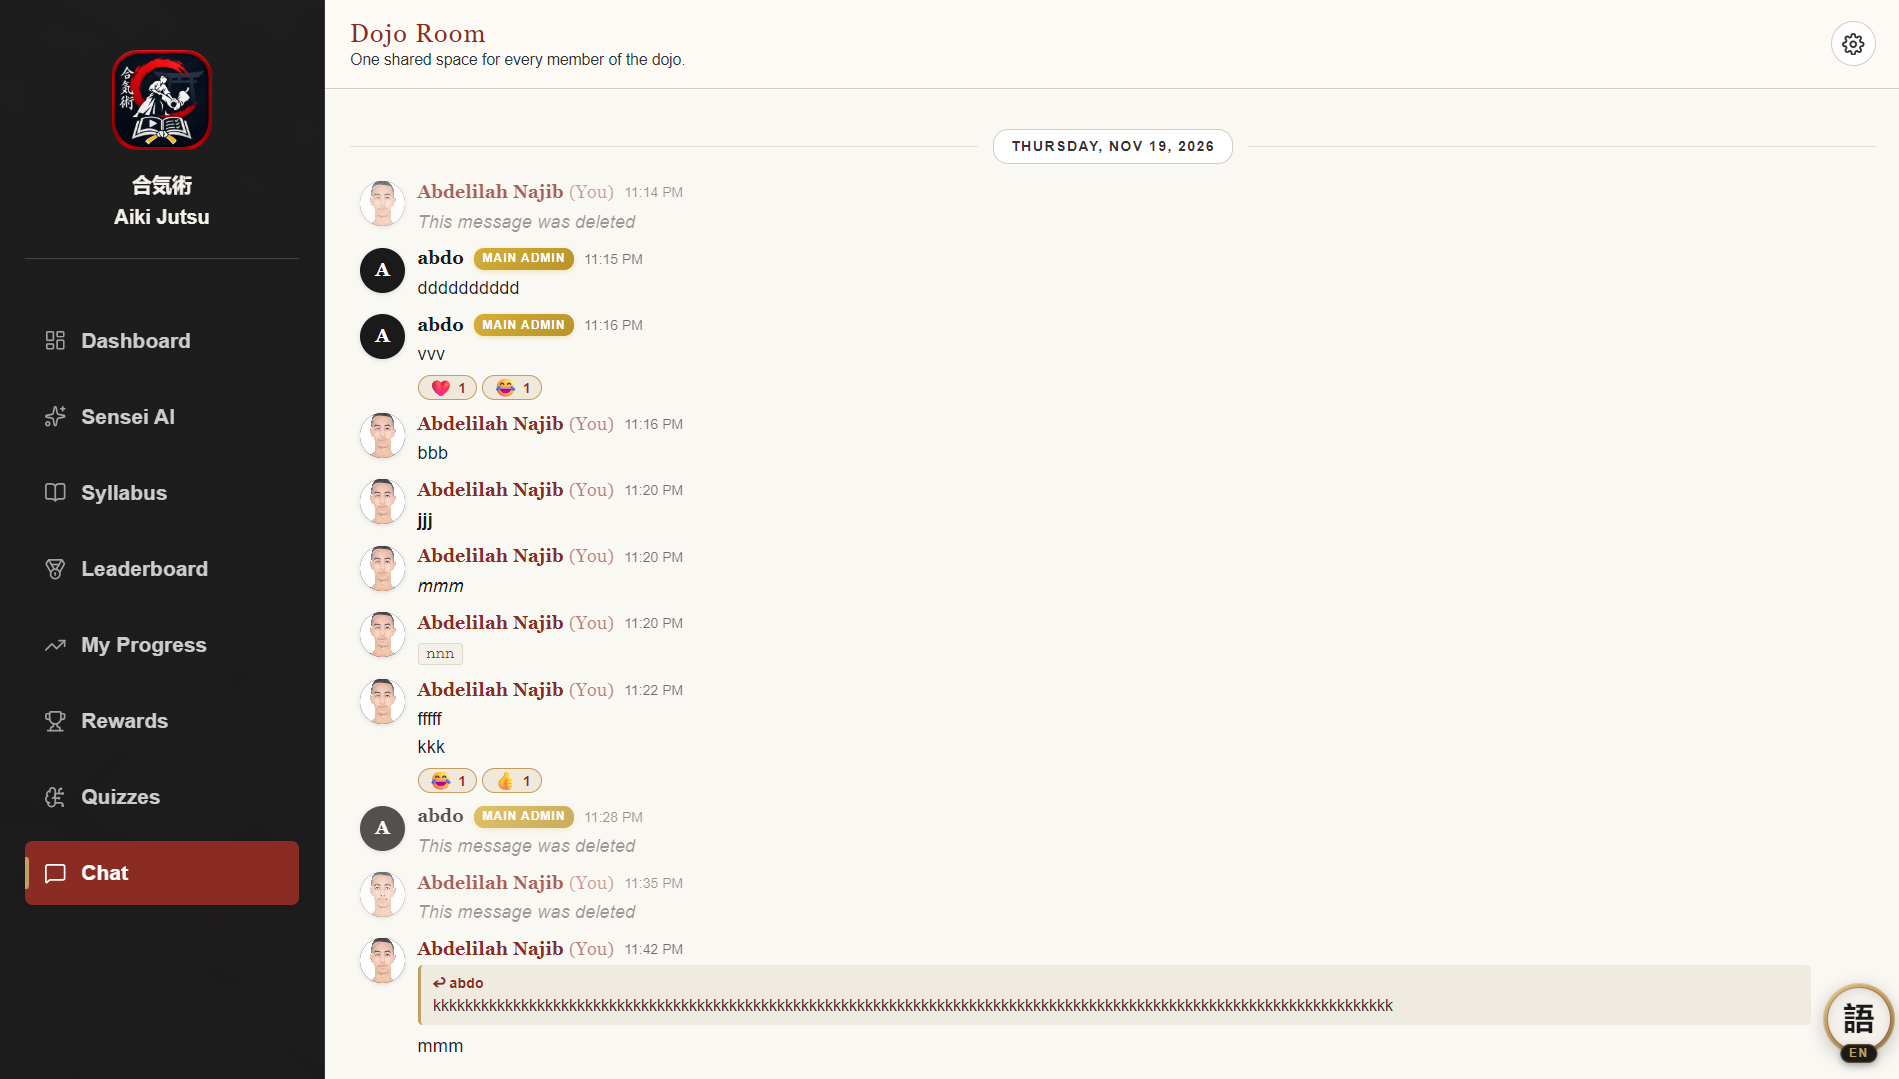 合
気
術
合気術
Aiki Jutsu
Dashboard
Sensei AI
Syllabus
Leaderboard
My Progress
Rewards
Quizzes
Chat
Dojo Room
One shared space for every member of the dojo.
THURSDAY, NOV 19, 2026
Abdelilah Najib (You) 11:14 PM
This message was deleted
A
abdo MAIN ADMIN 11:15 PM
dddddddddd
A
abdo MAIN ADMIN 11:16 PM
vvv
❤️ 1 😂 1
Abdelilah Najib (You) 11:16 PM
bbb
Abdelilah Najib (You) 11:20 PM
jjj
Abdelilah Najib (You) 11:20 PM
mmm
Abdelilah Najib (You) 11:20 PM
nnn
Abdelilah Najib (You) 11:22 PM
fffff
kkk
😂 1 👍 1
A
abdo MAIN ADMIN 11:28 PM
This message was deleted
Abdelilah Najib (You) 11:35 PM
This message was deleted
Abdelilah Najib (You) 11:42 PM
↩ abdo
kkkkkkkkkkkkkkkkkkkkkkkkkkkkkkkkkkkkkkkkkkkkkkkkkkkkkkkkkkkkkkkkkkkkkkkkkkkkkkkkkkkkkkkkkkkkkkkkkkkkkkkkkkkkkkkkkkkkkkkk
mmm
語
EN